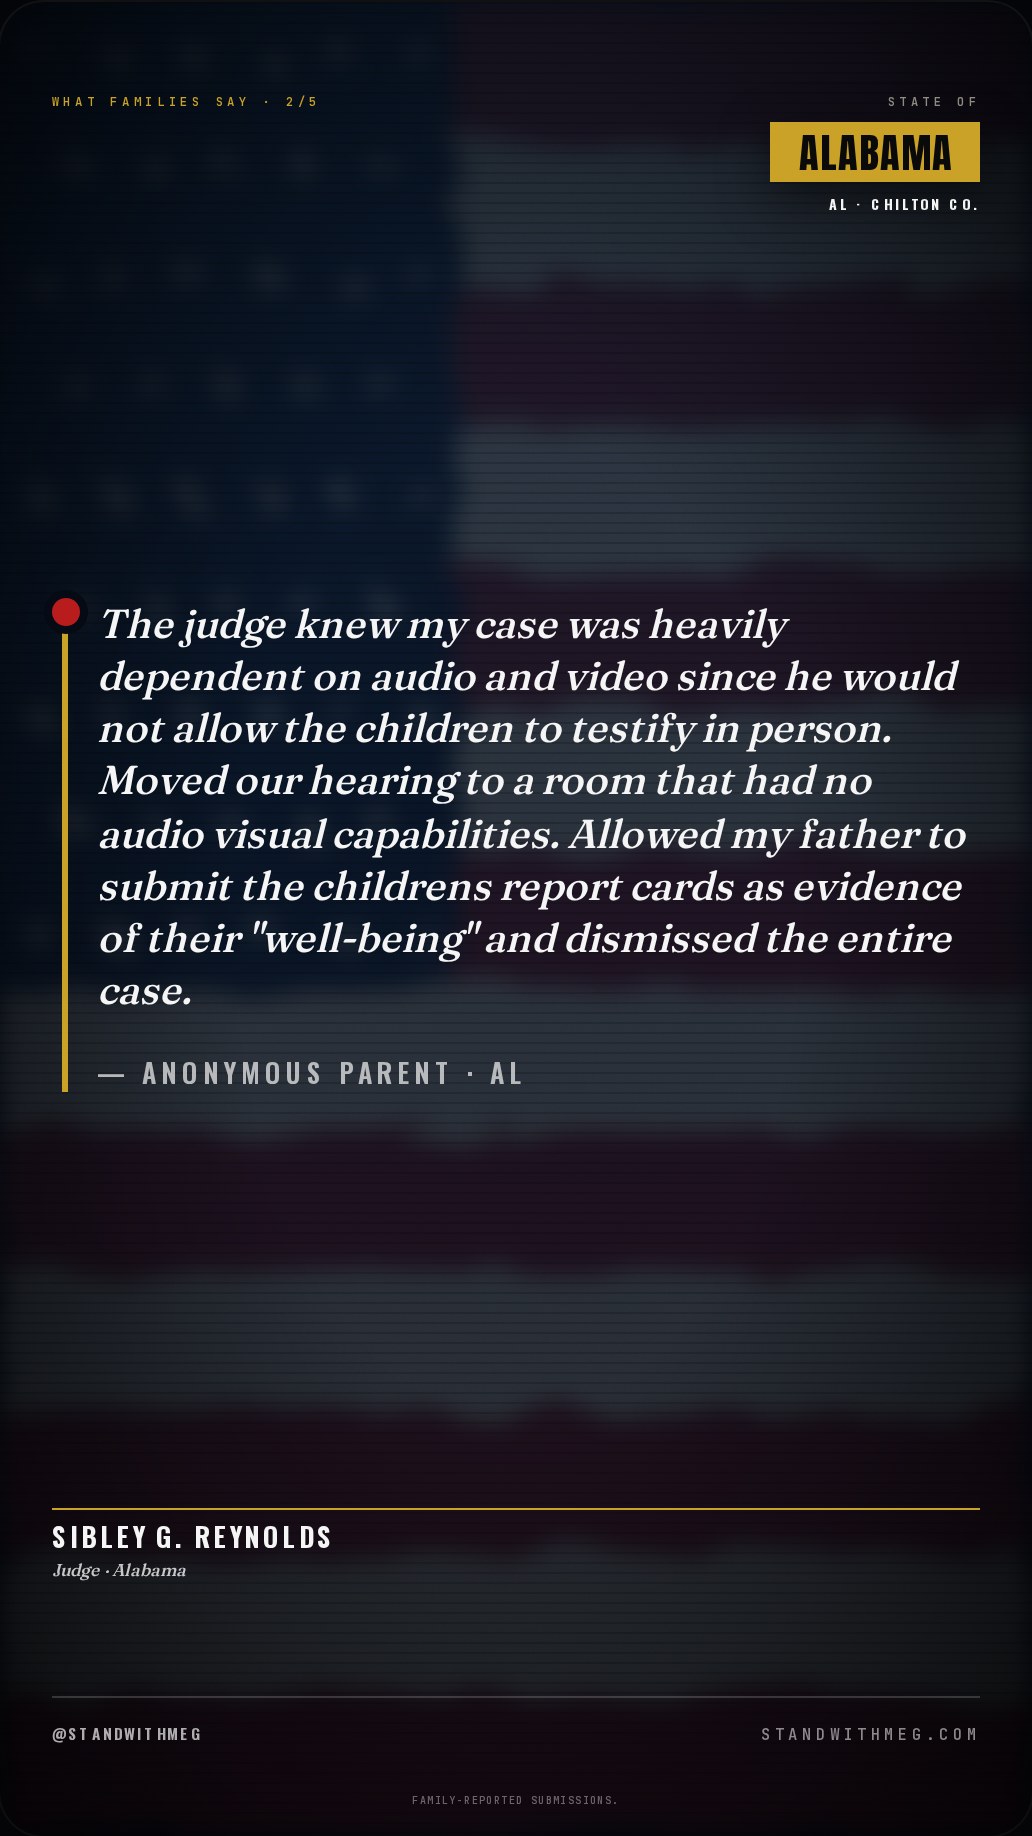 WHAT FAMILIES SAY · 2/5
STATE OF
ALABAMA
AL · CHILTON CO.
The judge knew my case was heavily
dependent on audio and video since he would
not allow the children to testify in person.
Moved our hearing to a room that had no
audio visual capabilities. Allowed my father to
submit the childrens report cards as evidence
of their "well-being" and dismissed the entire
case.
— ANONYMOUS PARENT · AL
SIBLEY G. REYNOLDS
Judge · Alabama
@STANDWITHMEG
STANDWITHMEG.COM
FAMILY-REPORTED SUBMISSIONS.